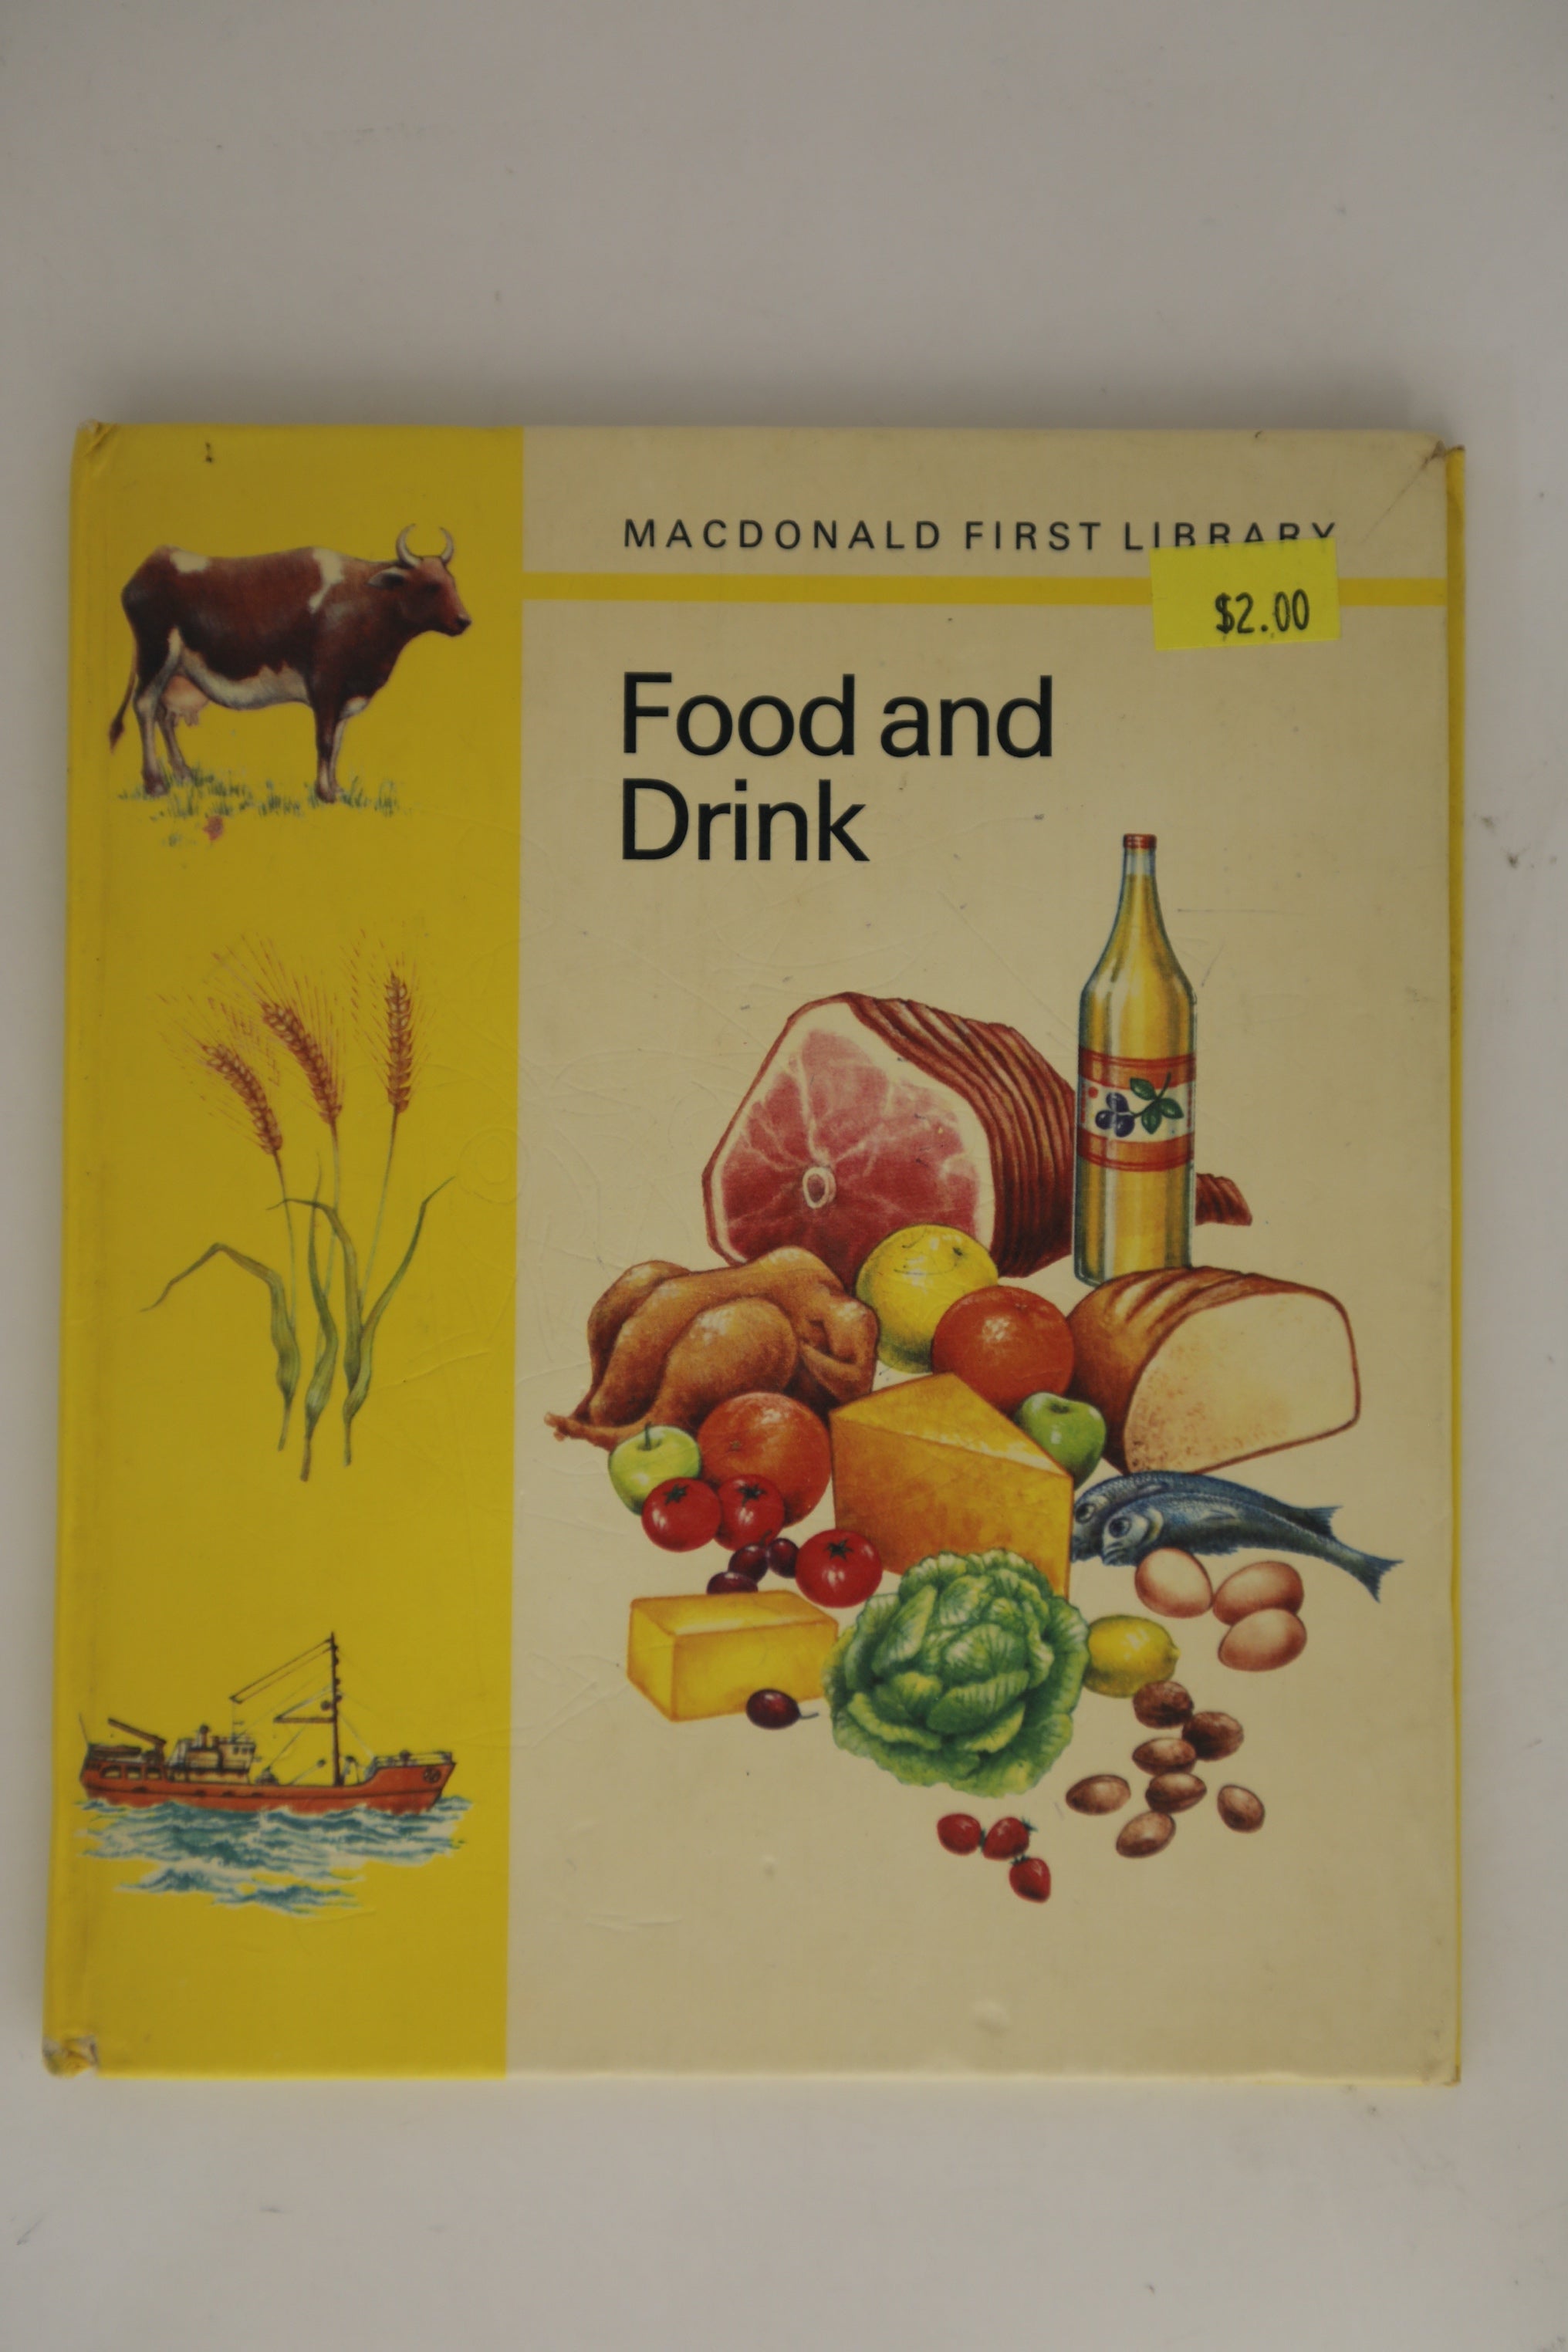 MACDONALD FIRST LIBRARY
$2.00
Food and
Drink